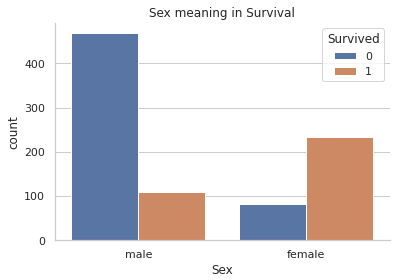 Sex meaning in Survival
Survived
0
1
400
300
200
100
0
count
male
female
Sex